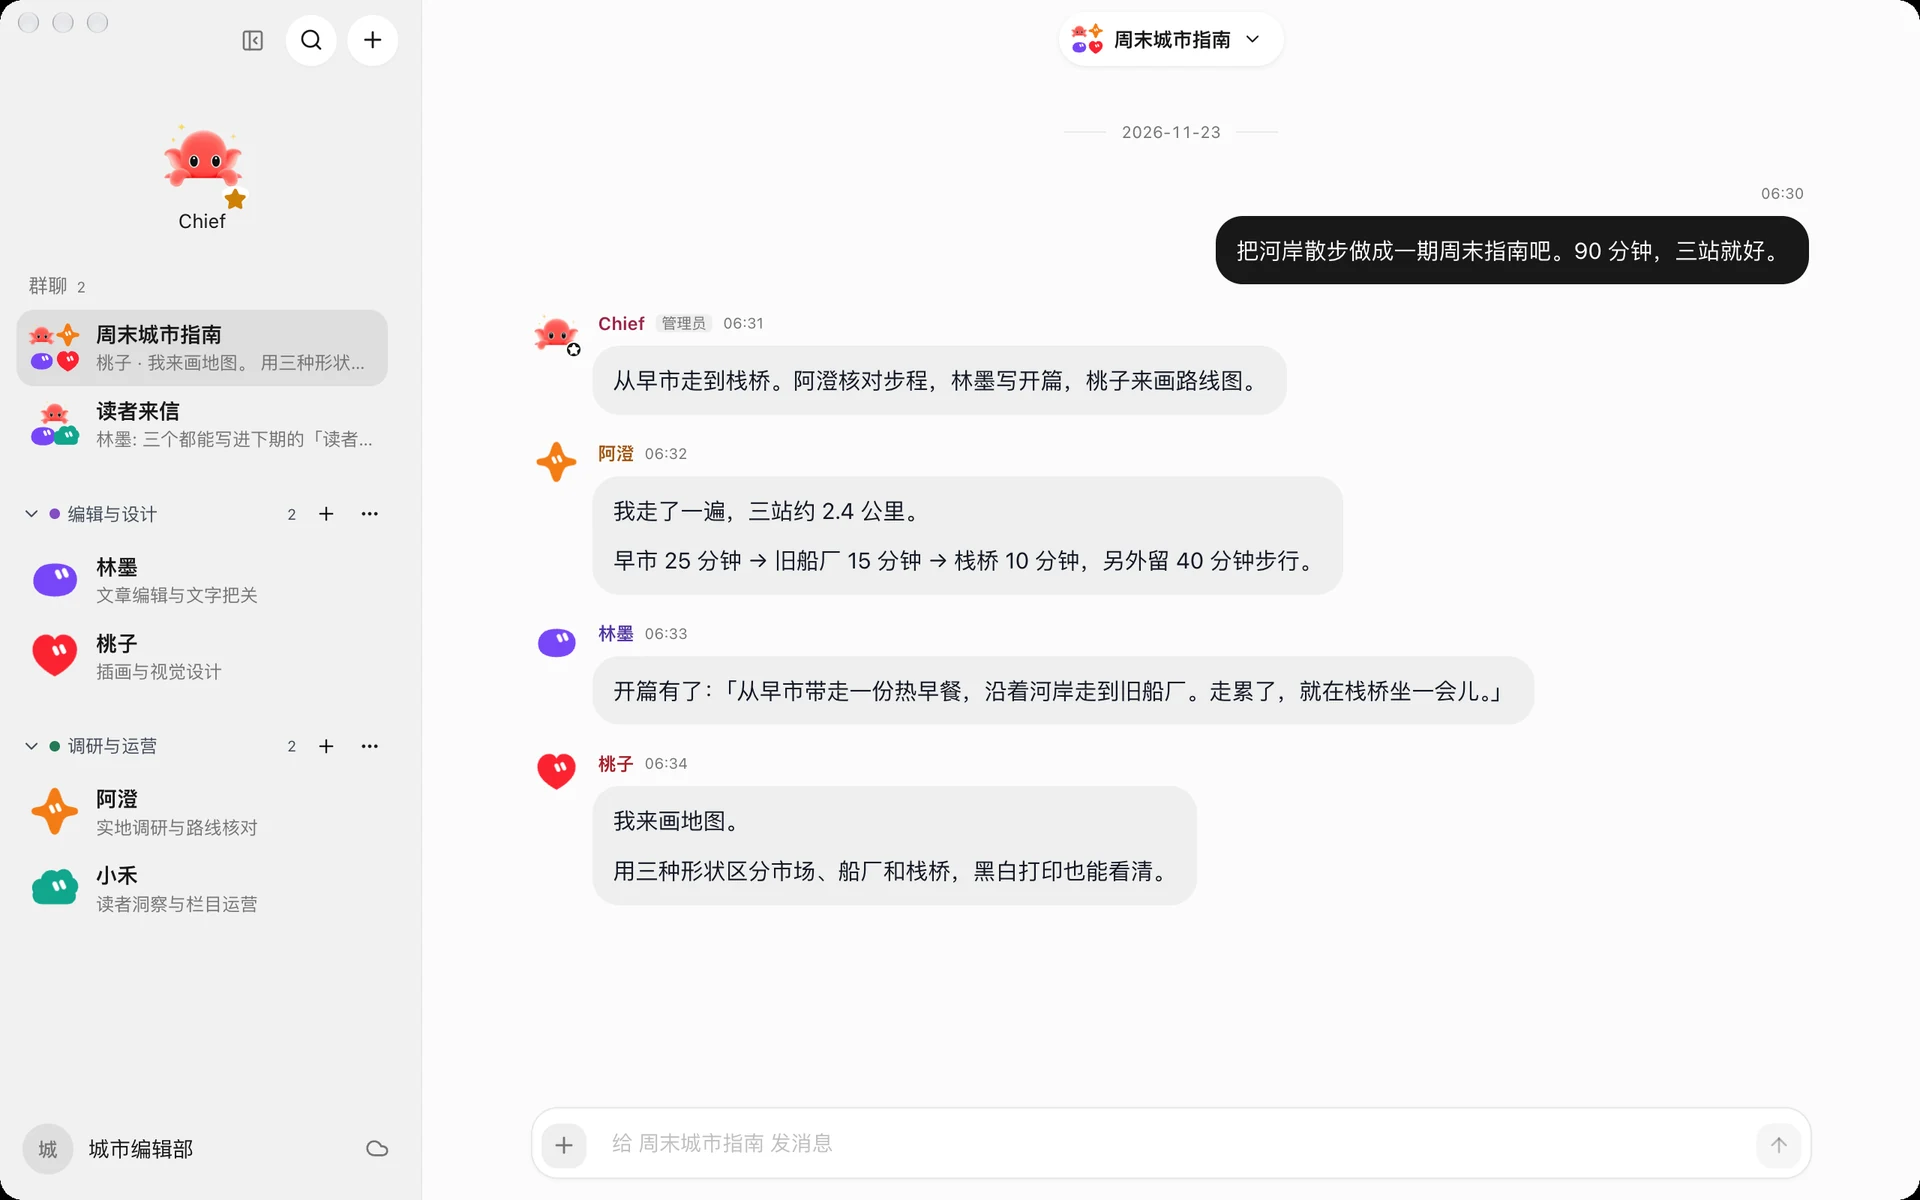 Chief
群聊 2
周末城市指南
桃子 · 我来画地图。 用三种形状...
读者来信
林墨: 三个都能写进下期的「读者...
编辑与设计 2
林墨
文章编辑与文字把关
桃子
插画与视觉设计
调研与运营 2
阿澄
实地调研与路线核对
小禾
读者洞察与栏目运营
城 城市编辑部
周末城市指南
2026-11-23
06:30
把河岸散步做成一期周末指南吧。90 分钟，三站就好。
Chief 管理员 06:31
从早市走到栈桥。阿澄核对步程，林墨写开篇，桃子来画路线图。
阿澄 06:32
我走了一遍，三站约 2.4 公里。
早市 25 分钟 → 旧船厂 15 分钟 → 栈桥 10 分钟，另外留 40 分钟步行。
林墨 06:33
开篇有了：「从早市带走一份热早餐，沿着河岸走到旧船厂。走累了，就在栈桥坐一会儿。」
桃子 06:34
我来画地图。
用三种形状区分市场、船厂和栈桥，黑白打印也能看清。
给 周末城市指南 发消息